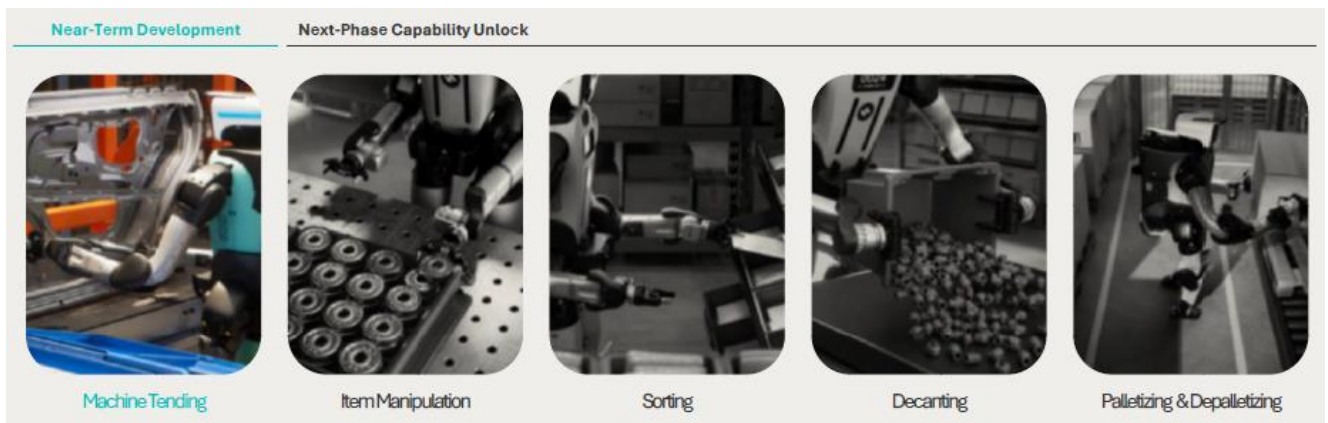 Near-Term Development
Next-Phase Capability Unlock
Machine Tending
Item Manipulation
Sorting
Decanting
Palletizing & Depalletizing